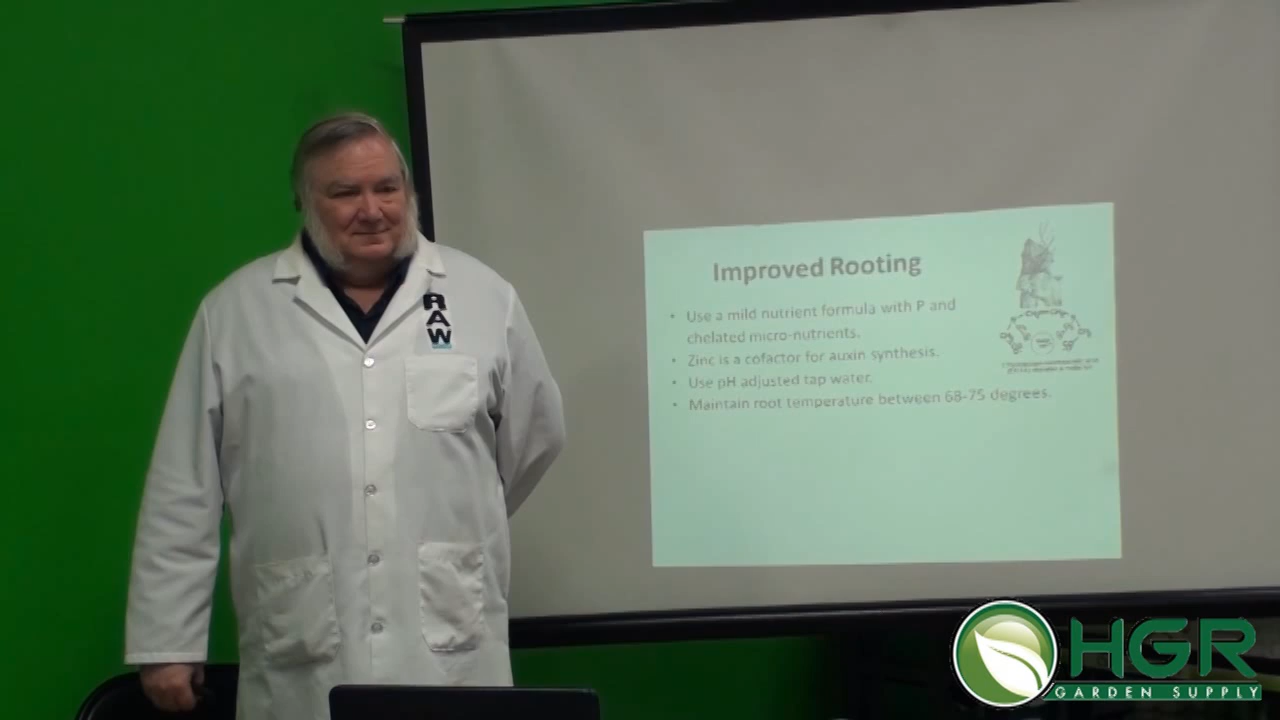 RAW
Improved Rooting
• Use a mild nutrient formula with P and
chelated micro-nutrients.
• Zinc is a cofactor for auxin synthesis.
• Use pH adjusted tap water.
• Maintain root temperature between 68-75 degrees.
HGR
GARDEN SUPPLY